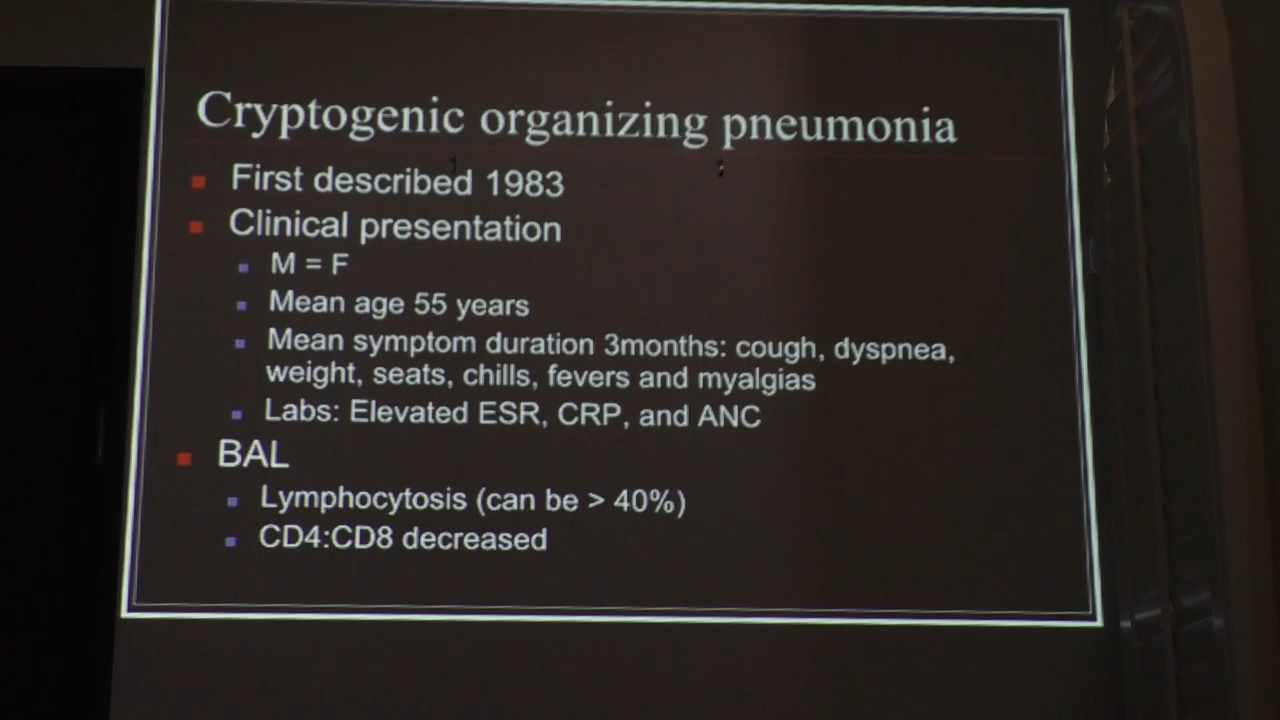 Cryptogenic organizing pneumonia
First described 1983
Clinical presentation
M = F
Mean age 55 years
Mean symptom duration 3months: cough, dyspnea,
weight, seats, chills, fevers and myalgias
Labs: Elevated ESR, CRP, and ANC
BAL
Lymphocytosis (can be > 40%)
CD4:CD8 decreased